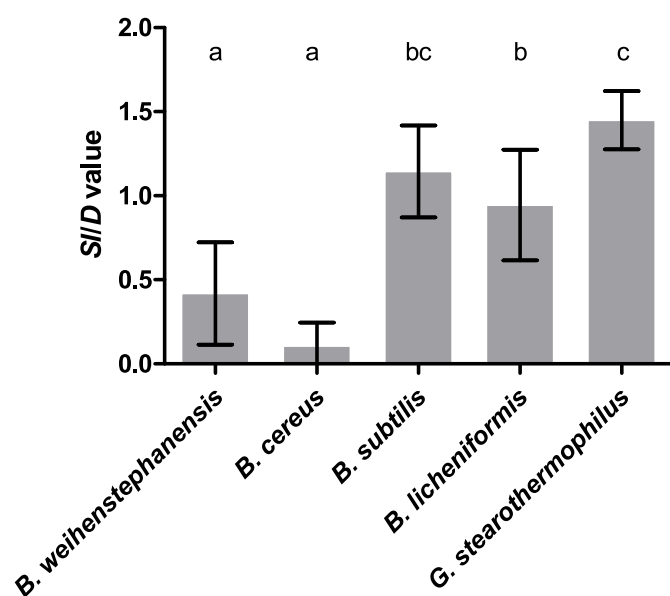 2.0
a a bc b c
1.5
1.0
0.5
0.0
SI/D value
B. weihenstephanensis
B. cereus
B. subtilis
B. licheniformis
G. stearothermophilus